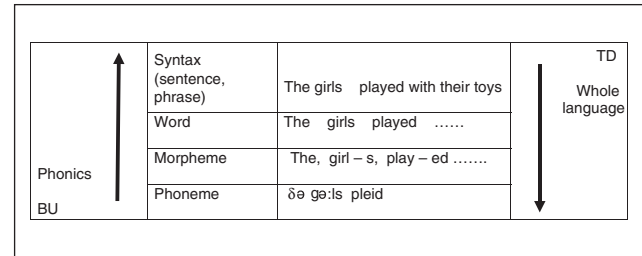 Syntax
(sentence,
phrase)
The girls played with their toys
TD
Whole
language
Word
The girls played ……
Morpheme
The, girl – s, play – ed …….
Phonics
Phoneme
δə gə:ls pleid
BU